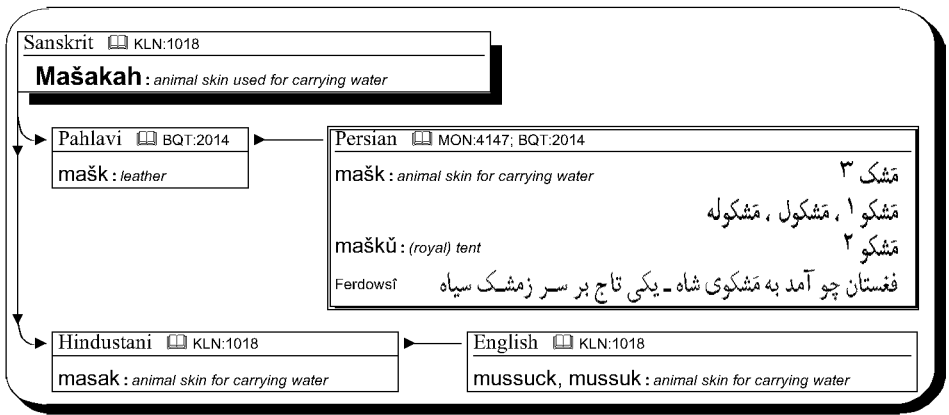 Sanskrit 🕮 KLN:1018
Mašakah : animal skin used for carrying water
Pahlavi 🕮 BQT:2014
mašk : leather
Persian 🕮 MON:4147; BQT:2014
mašk : animal skin for carrying water مَشک ۳
مَشکو ۱ ، مَشکول ، مَشکوله
maškŭ : (royal) tent مَشکو ۲
Ferdowsî فغستان چو آمد به مَشکوی شاه ـ یکی تاج بر سـر زمشـک سیاه
Hindustani 🕮 KLN:1018
masak : animal skin for carrying water
English 🕮 KLN:1018
mussuck, mussuk : animal skin for carrying water